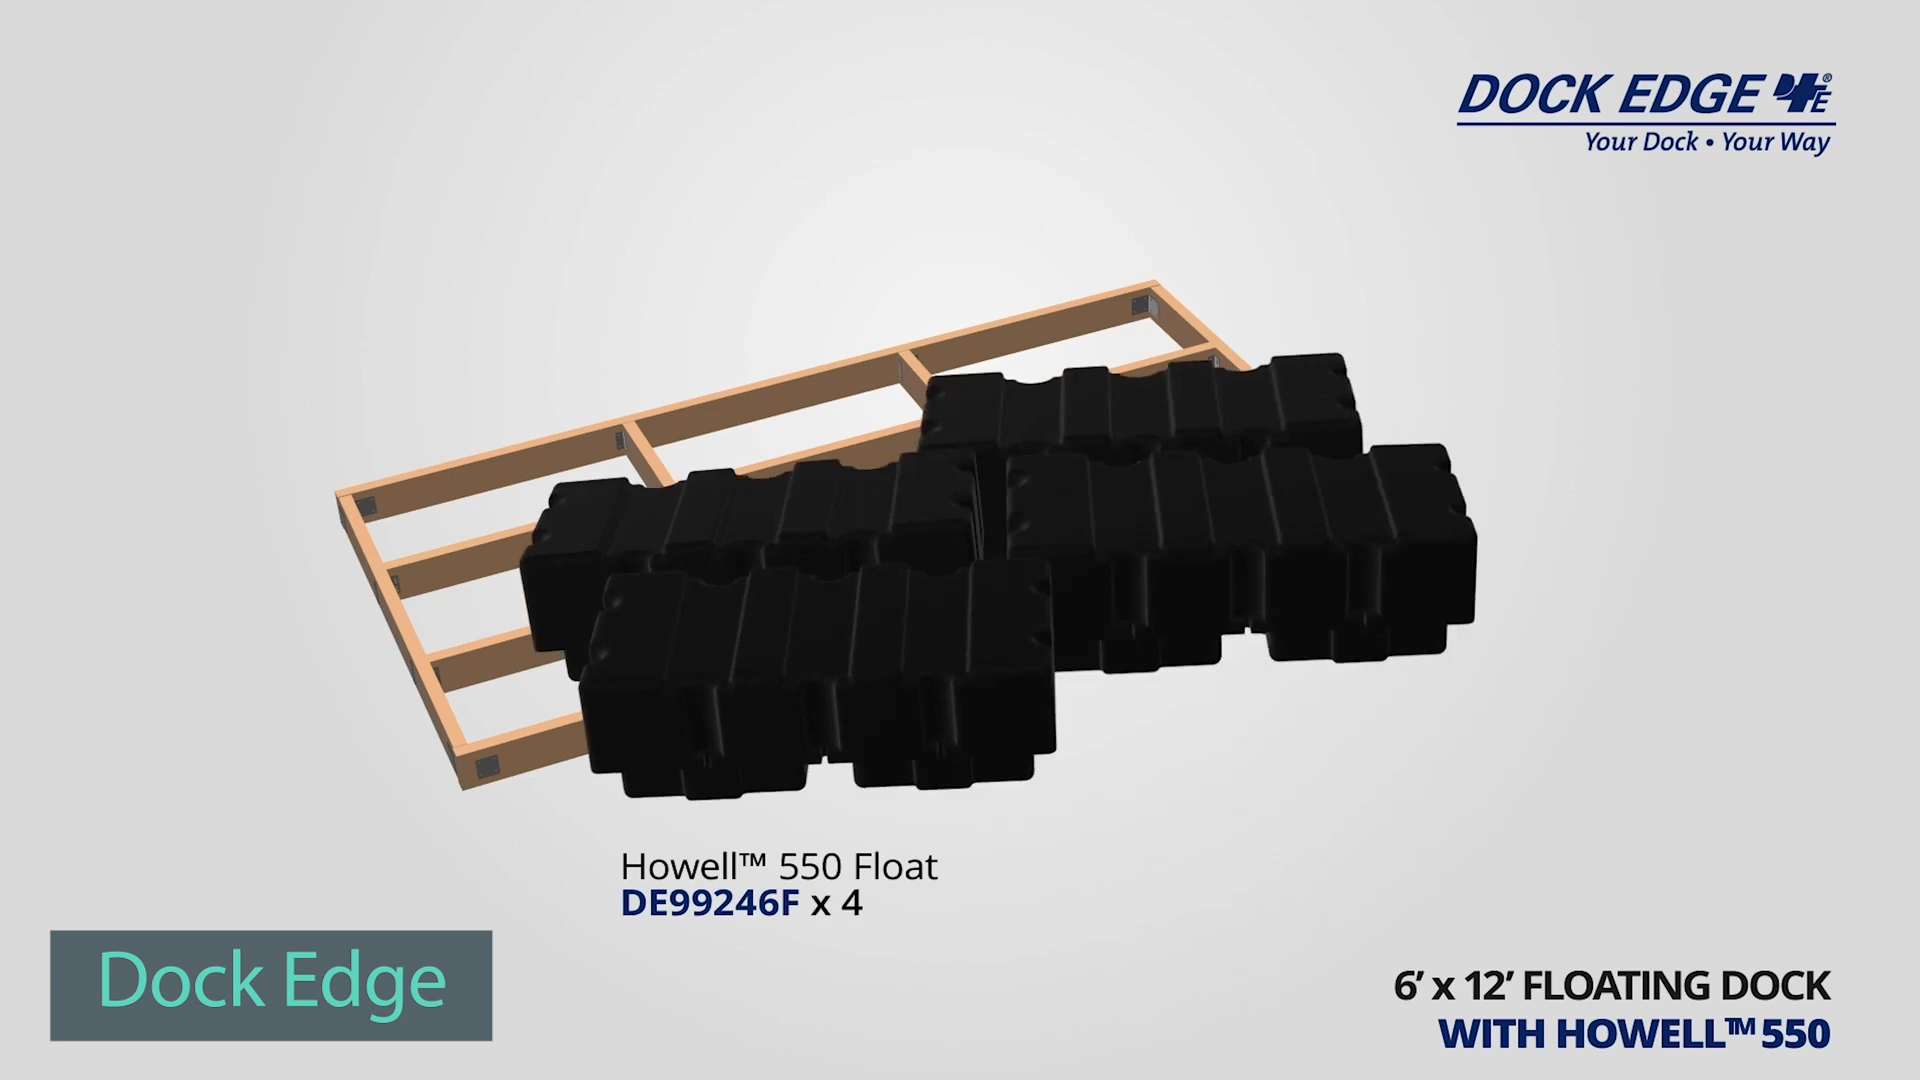 DOCK EDGE ®
Your Dock • Your Way
Howell™ 550 Float
DE99246F x 4
Dock Edge
6’ x 12’ FLOATING DOCK
WITH HOWELL™ 550